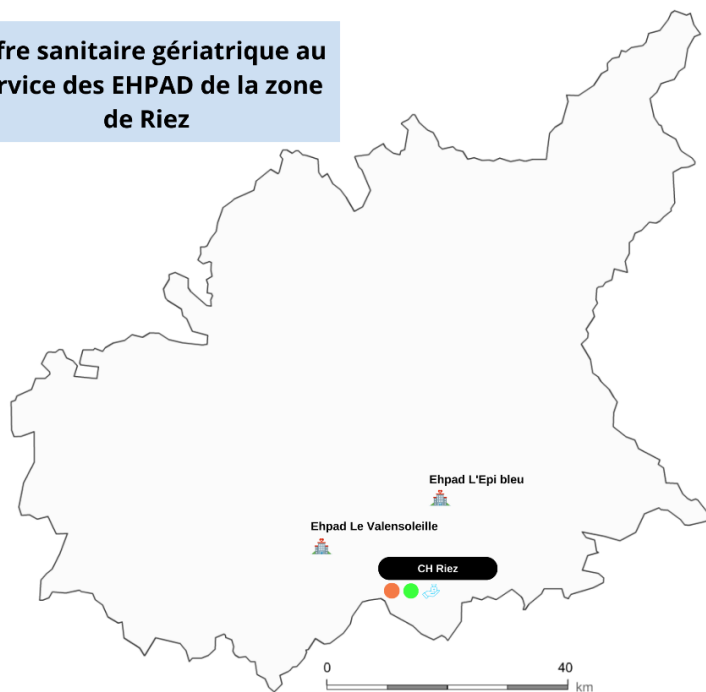 fre sanitaire gériatrique au
rvice des EHPAD de la zone
de Riez
Ehpad L'Epi bleu
Ehpad Le Valensoleille
CH Riez
0 40
km